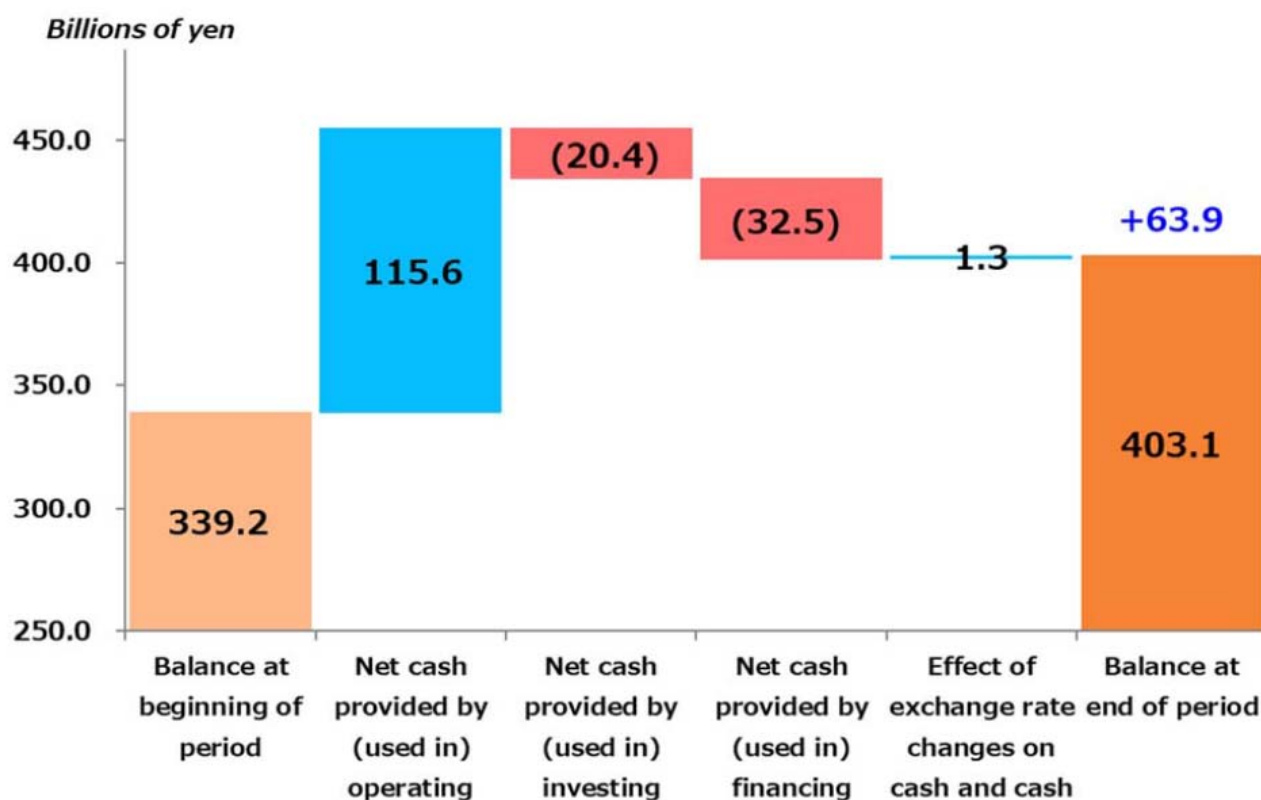 Billions of yen
450.0
400.0
350.0
300.0
250.0
339.2
115.6
(20.4)
(32.5)
1.3
+63.9
403.1
Balance at
beginning of
period
Net cash
provided by
(used in)
operating
Net cash
provided by
(used in)
investing
Net cash
provided by
(used in)
financing
Effect of
exchange rate
changes on
cash and cash
Balance at
end of period